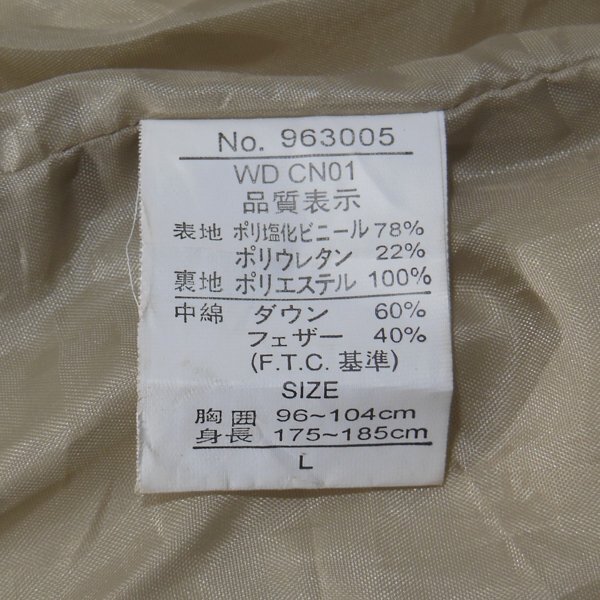 No. 963005
WD CN01
品質表示
表地 ポリ塩化ビニール 78%
ポリウレタン 22%
裏地 ポリエステル 100%
中綿 ダウン 60%
フェザー 40%
(F.T.C. 基準)
SIZE
胸囲 96~104cm
身長 175~185cm
L